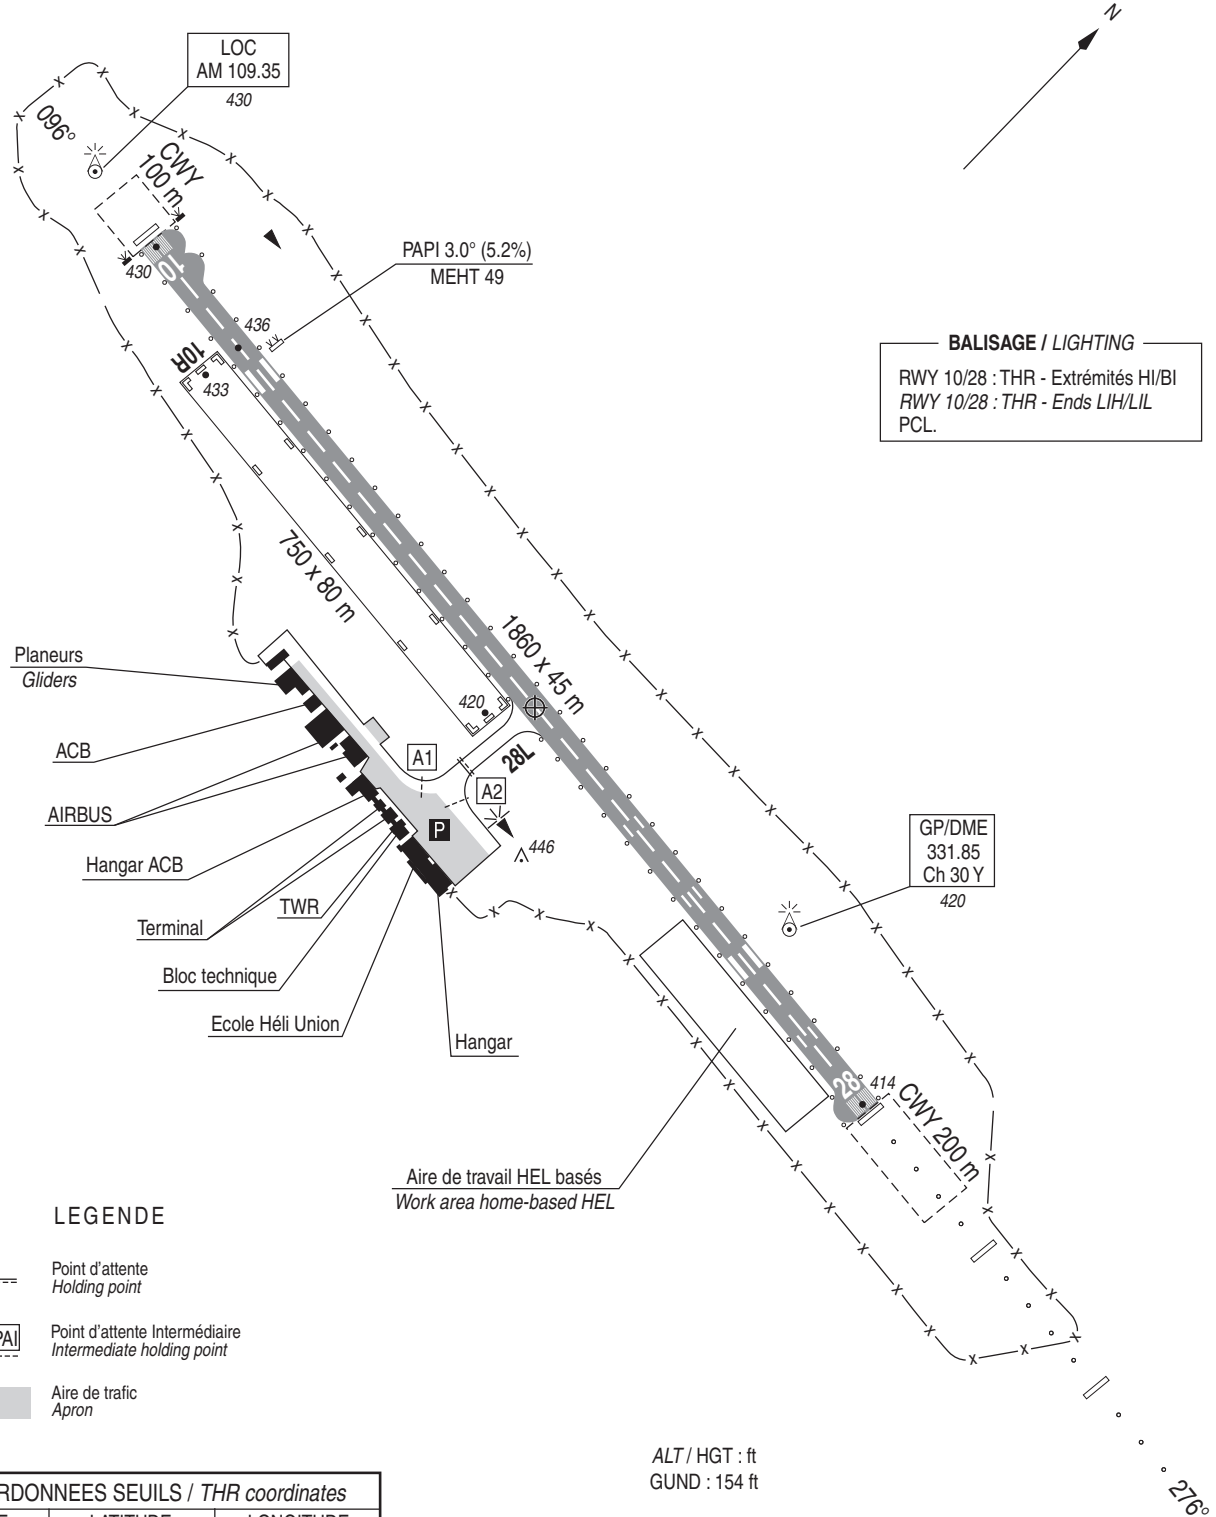 N
LOC
AM 109.35
430
096°
CWY
100 m
430
10
PAPI 3.0° (5.2%)
MEHT 49
436
10R
433
BALISAGE / LIGHTING
RWY 10/28 : THR - Extrémités HI/BI
RWY 10/28 : THR - Ends LIH/LIL
PCL.
750 x 80 m
1860 x 45 m
Planeurs
Gliders
420
ACB
A1
28L
A2
AIRBUS
P
446
GP/DME
331.85
Ch 30 Y
420
Hangar ACB
TWR
Terminal
Bloc technique
Ecole Héli Union
Hangar
28
414
CWY 200 m
Aire de travail HEL basés
Work area home-based HEL
LEGENDE
Point d'attente
Holding point
PAI
Point d'attente Intermédiaire
Intermediate holding point
Aire de trafic
Apron
ALT / HGT : ft
GUND : 154 ft
276°
RDONNEES SEUILS / THR coordinates
LATITUDE LONGITUDE